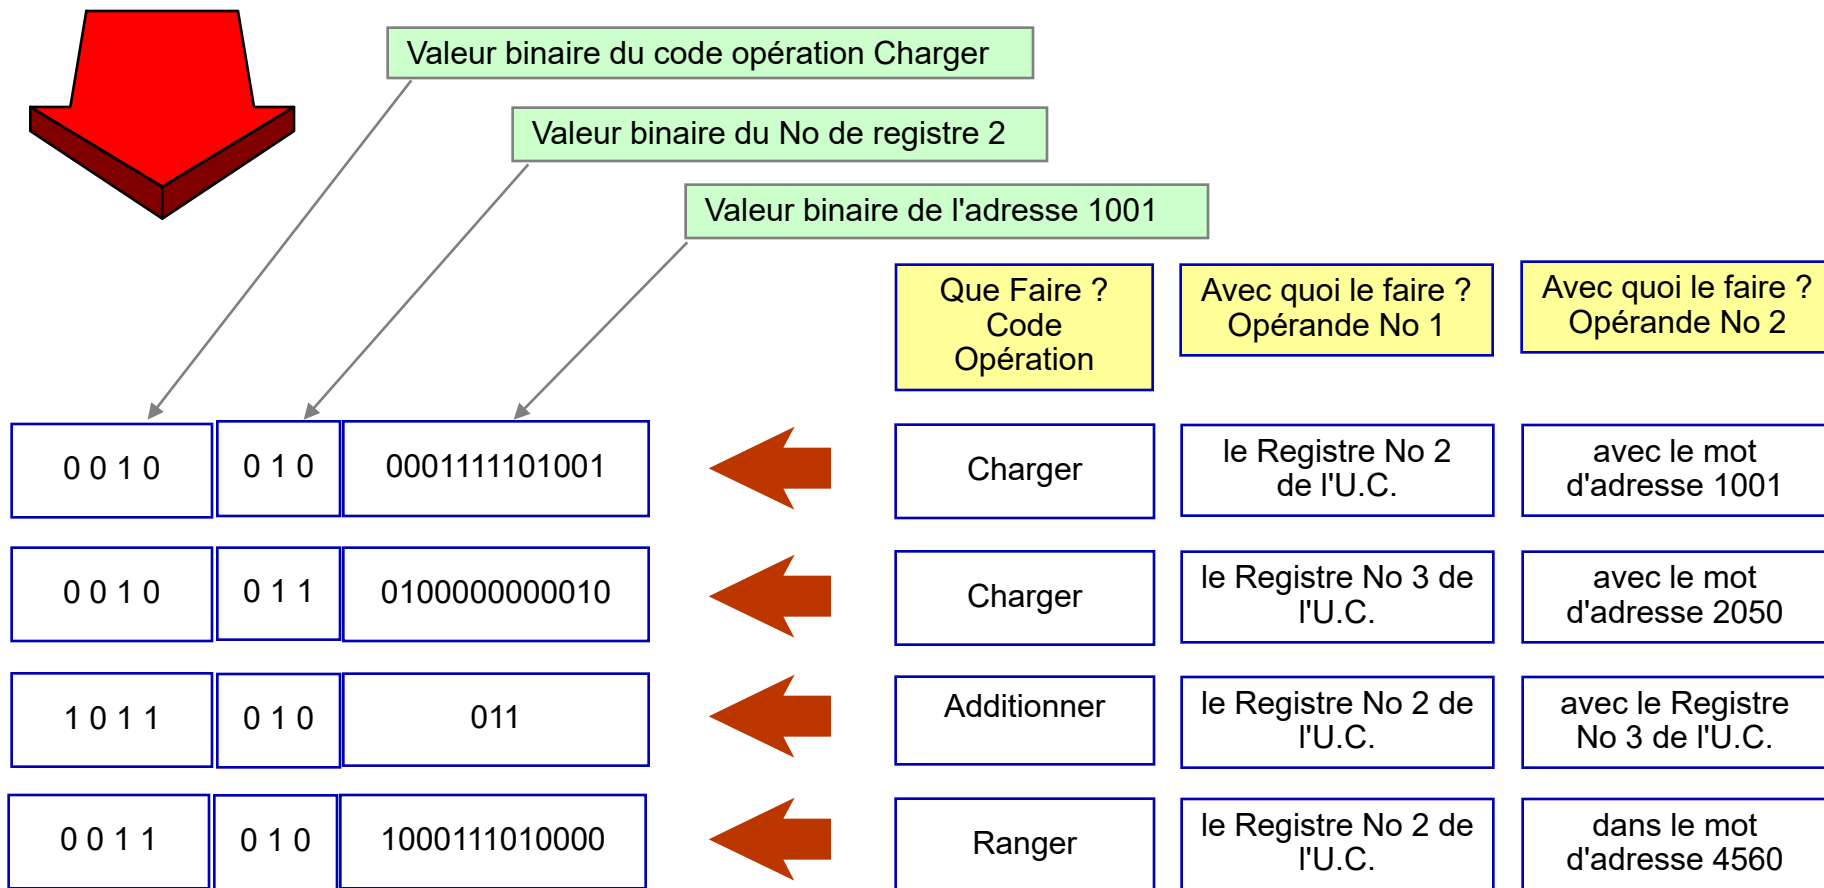 Valeur binaire du code opération Charger
Valeur binaire du No de registre 2
Valeur binaire de l'adresse 1001
Que Faire ?
Code
Opération
Avec quoi le faire ?
Opérande No 1
Avec quoi le faire ?
Opérande No 2
0 0 1 0
0 1 0
0001111101001
Charger
le Registre No 2
de l'U.C.
avec le mot
d'adresse 1001
0 0 1 0
0 1 1
0100000000010
Charger
le Registre No 3 de
l'U.C.
avec le mot
d'adresse 2050
1 0 1 1
0 1 0
011
Additionner
le Registre No 2 de
l'U.C.
avec le Registre
No 3 de l'U.C.
0 0 1 1
0 1 0
1000111010000
Ranger
le Registre No 2 de
l'U.C.
dans le mot
d'adresse 4560